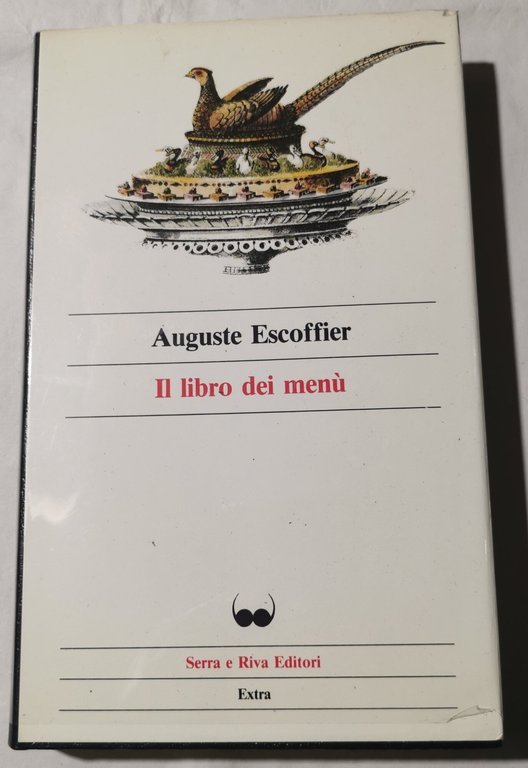 Auguste Escoffier
Il libro dei menù
Serra e Riva Editori
Extra